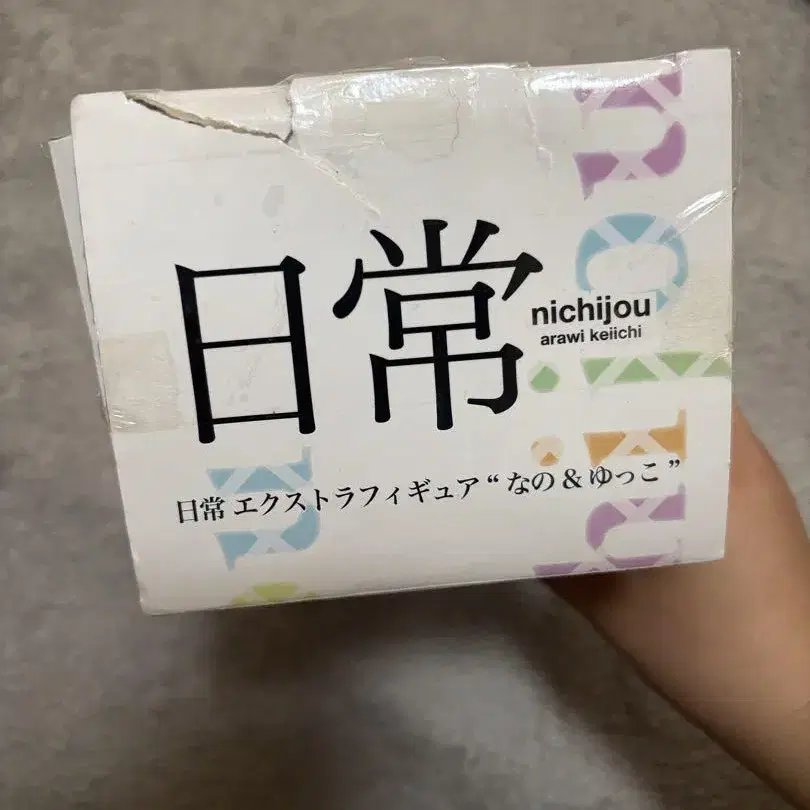 日常
nichijou
arawi keiichi
日常 エクストラフィギュア“なの & ゆっこ”